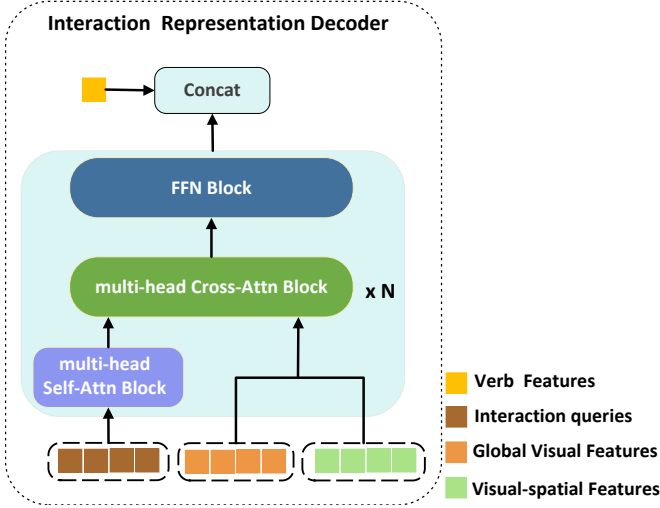 Interaction Representation Decoder
Concat
FFN Block
multi-head Cross-Attn Block
x N
multi-head
Self-Attn Block
Verb Features
Interaction queries
Global Visual Features
Visual-spatial Features